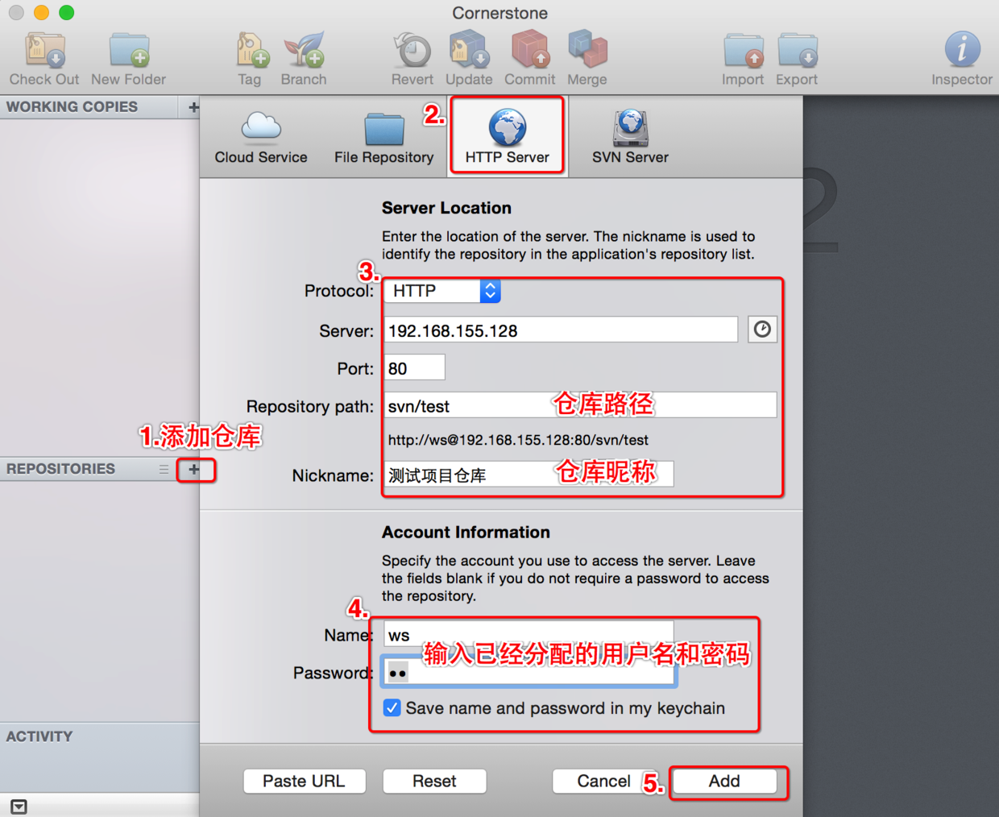 Cornerstone
Check Out New Folder Tag Branch Revert Update Commit Merge Import Export Inspector
WORKING COPIES +
2.
Cloud Service File Repository HTTP Server SVN Server
2
Server Location
Enter the location of the server. The nickname is used to
identify the repository in the application's repository list.
3.
Protocol: HTTP
Server: 192.168.155.128
Port: 80
Repository path: svn/test 仓库路径
http://ws@192.168.155.128:80/svn/test
1.添加仓库
REPOSITORIES +
Nickname: 测试项目仓库 仓库昵称
Account Information
Specify the account you use to access the server. Leave
the fields blank if you do not require a password to access
the repository.
4.
Name: ws
输入已经分配的用户名和密码
Password: ••
Save name and password in my keychain
ACTIVITY
Paste URL Reset Cancel 5. Add